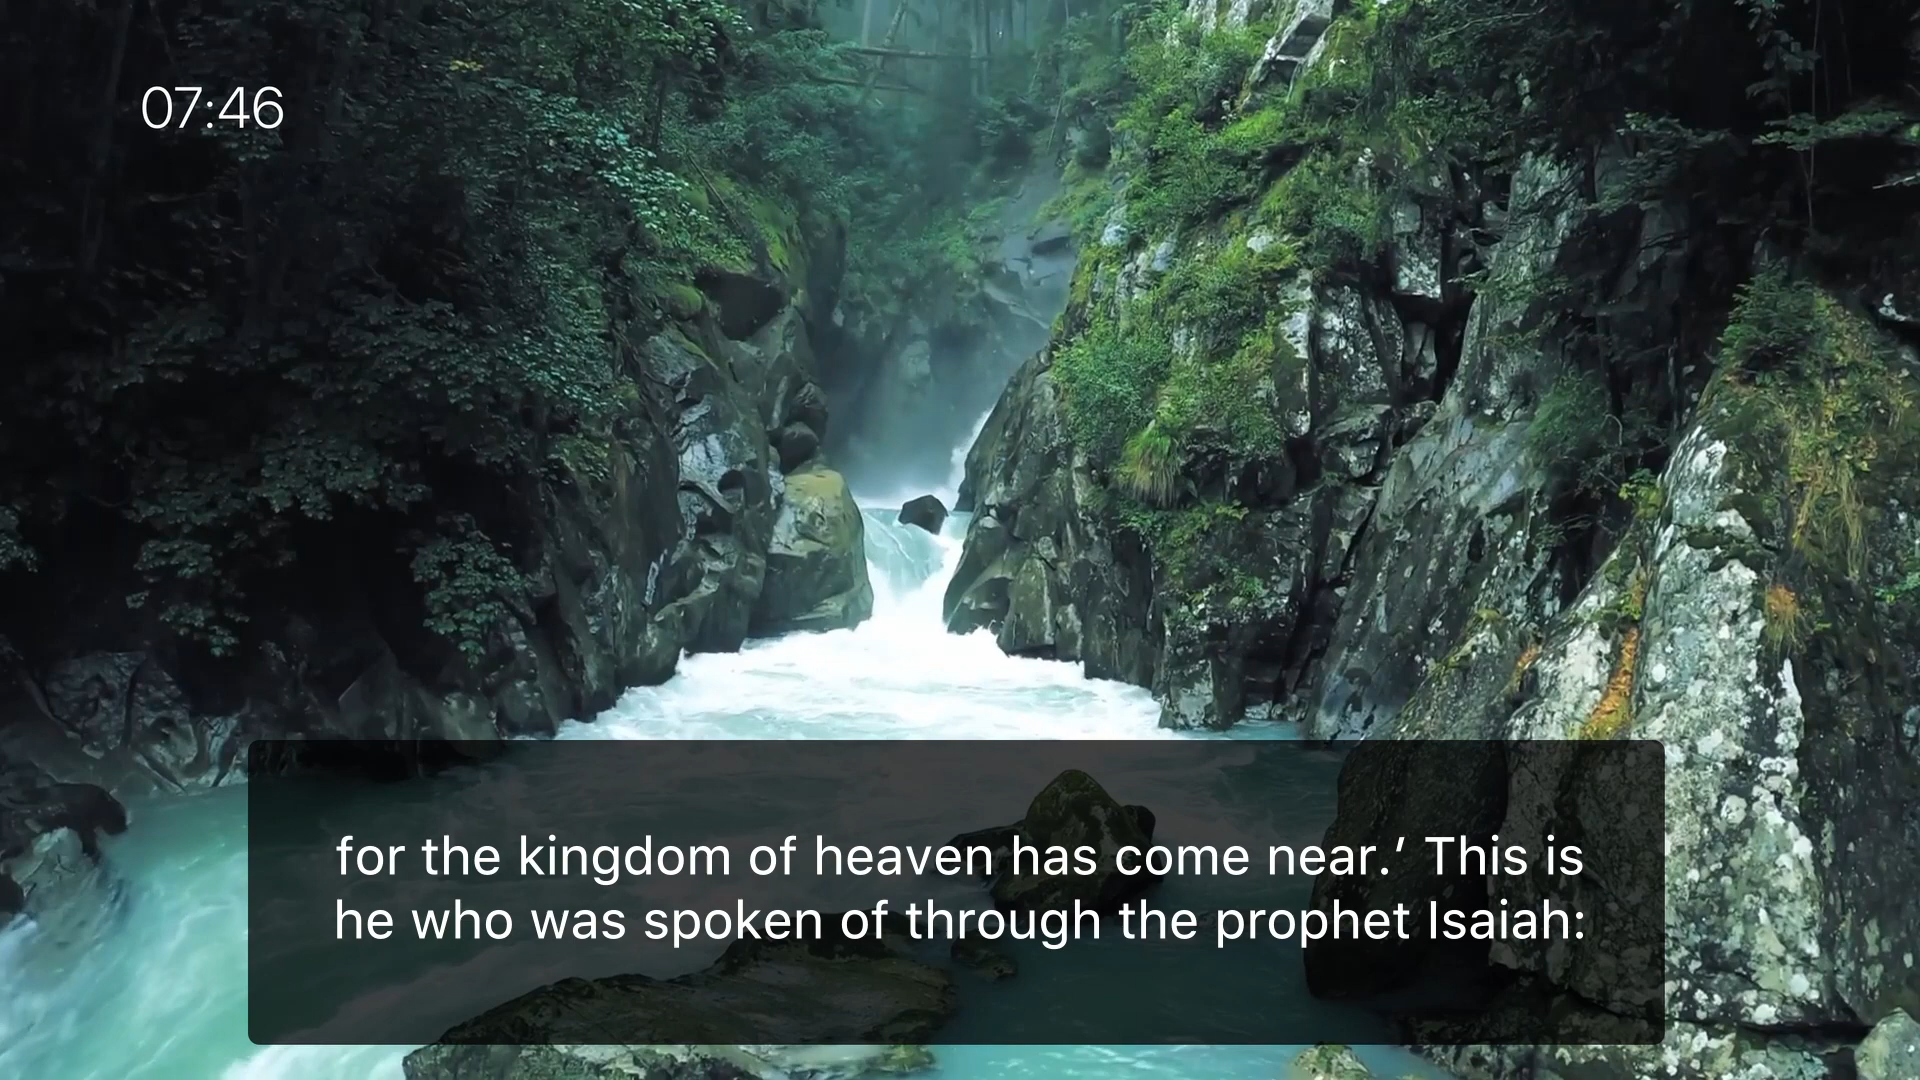 07:46
for the kingdom of heaven has come near.’ This is
he who was spoken of through the prophet Isaiah: